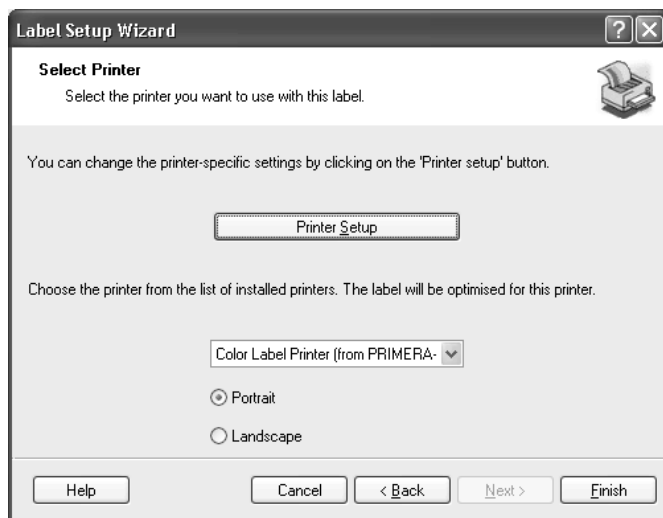 Label Setup Wizard
Select Printer
Select the printer you want to use with this label.
You can change the printer-specific settings by clicking on the 'Printer setup' button.
Printer Setup
Choose the printer from the list of installed printers. The label will be optimised for this printer.
Color Label Printer (from PRIMERA-
Portrait
Landscape
Help Cancel < Back Next > Finish